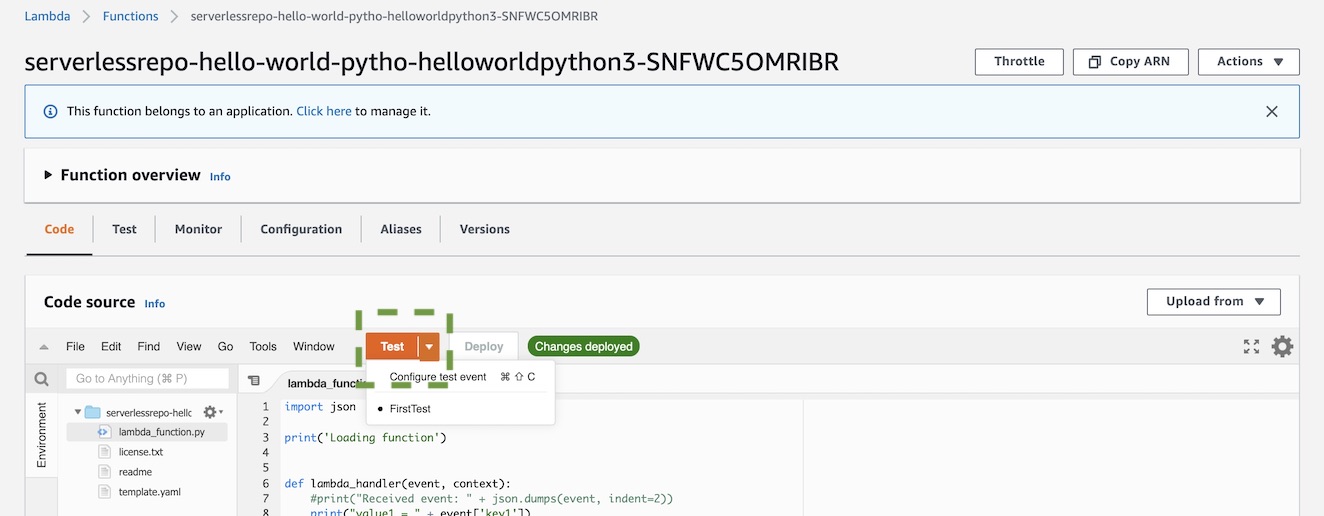 Lambda > Functions > serverlessrepo-hello-world-pytho-helloworldpython3-SNFWC5OMRIBR
serverlessrepo-hello-world-pytho-helloworldpython3-SNFWC5OMRIBR
Throttle
Copy ARN
Actions
This function belongs to an application. Click here to manage it.
Function overview Info
Code
Test
Monitor
Configuration
Aliases
Versions
Code source Info
Upload from
File Edit Find View Go Tools Window
Test
Deploy
Changes deployed
Go to Anything (⌘ P)
Configure test event ⌘ ⇧ C
FirstTest
Environment
serverlessrepo-hello
lambda_function.py
license.txt
readme
template.yaml
1 import json
2
3 print('Loading function')
4
5
6 def lambda_handler(event, context):
7 #print("Received event: " + json.dumps(event, indent=2))
8 print("value1 = " + event['key1'])